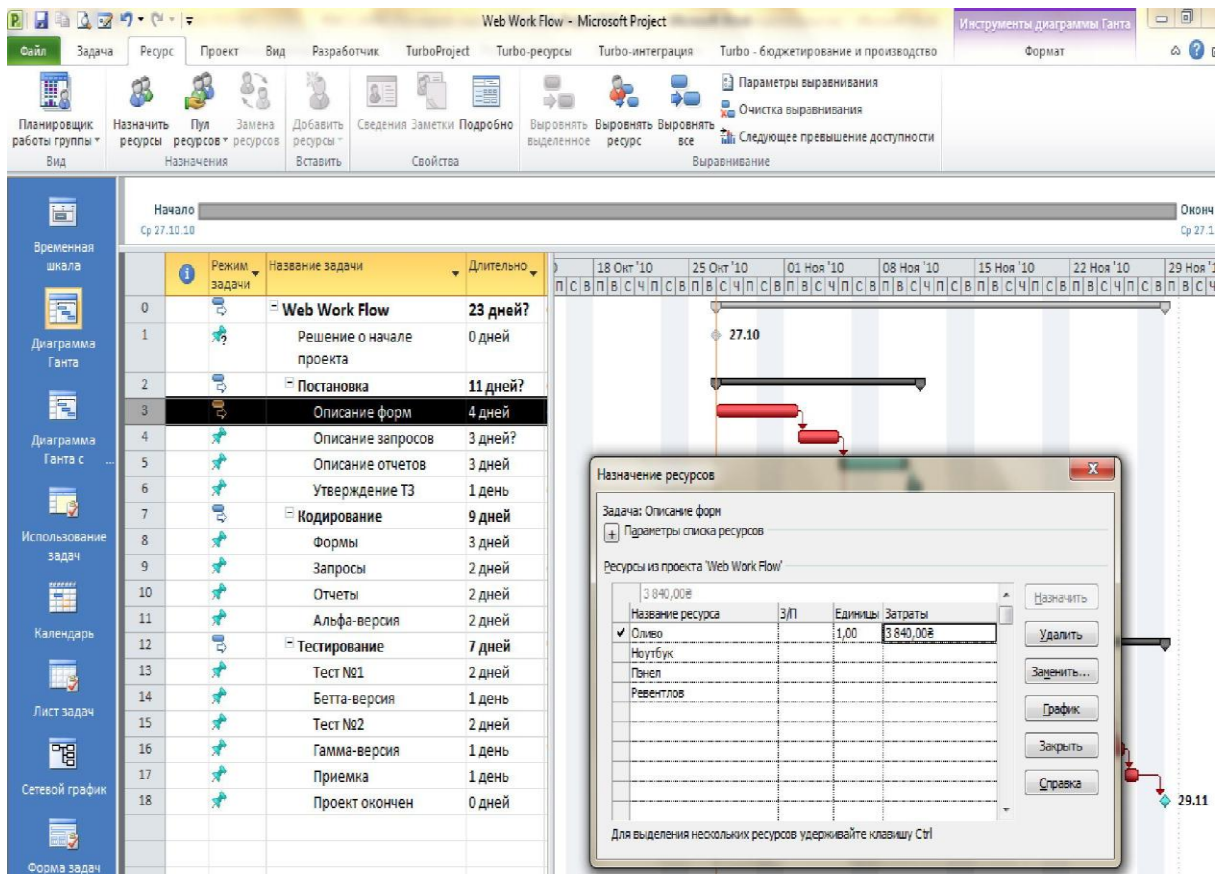 Web Work Flow - Microsoft Project
Инструменты диаграммы Ганта
Файл Задача Ресурс Проект Вид Разработчик TurboProject Turbo-ресурсы Turbo-интеграция Turbo - бюджетирование и производство Формат
Планировщик работы группы
Вид
Назначить ресурсы
Пул ресурсов
Замена ресурсов
Назначения
Добавить ресурсы
Вставить
Сведения Заметки Подробно
Свойства
Выровнять выделенное
Выровнять ресурс
Выровнять все
Параметры выравнивания
Очистка выравнивания
Следующее превышение доступности
Выравнивание
Начало
Ср 27.10.10
Оконч
Ср 27.1
Временная шкала
Диаграмма Ганта
Диаграмма Ганта с ...
Использование задач
Календарь
Лист задач
Сетевой график
Форма задач
Режим задачи Название задачи Длительно
18 Окт '10 25 Окт '10 01 Ноя '10 08 Ноя '10 15 Ноя '10 22 Ноя '10 29 Ноя '1
П С В П В С Ч П С В П В С Ч П С В П В С Ч П С В П В С Ч П С В П В С Ч П С В П В С Ч П С В П В С Ч
0 Web Work Flow 23 дней?
1 Решение о начале проекта 0 дней
27.10
2 Постановка 11 дней?
3 Описание форм 4 дней
4 Описание запросов 3 дней?
5 Описание отчетов 3 дней
6 Утверждение ТЗ 1 день
7 Кодирование 9 дней
8 Формы 3 дней
9 Запросы 2 дней
10 Отчеты 2 дней
11 Альфа-версия 2 дней
12 Тестирование 7 дней
13 Тест №1 2 дней
14 Бетта-версия 1 день
15 Тест №2 2 дней
16 Гамма-версия 1 день
17 Приемка 1 день
18 Проект окончен 0 дней
29.11
Назначение ресурсов
Задача: Описание форм
Параметры списка ресурсов
Ресурсы из проекта 'Web Work Flow'
3 840,00₴
Название ресурса З/П Единицы Затраты
Оливо 1,00 3 840,00₴
Ноутбук
Пэнел
Ревентлов
Назначить
Удалить
Заменить...
График
Закрыть
Справка
Для выделения нескольких ресурсов удерживайте клавишу Ctrl